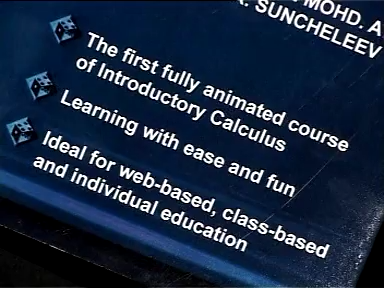 MOHD. A
R. SUNCHELEEV
The first fully animated course
of Introductory Calculus
Learning with ease and fun
Ideal for web-based, class-based
and individual education